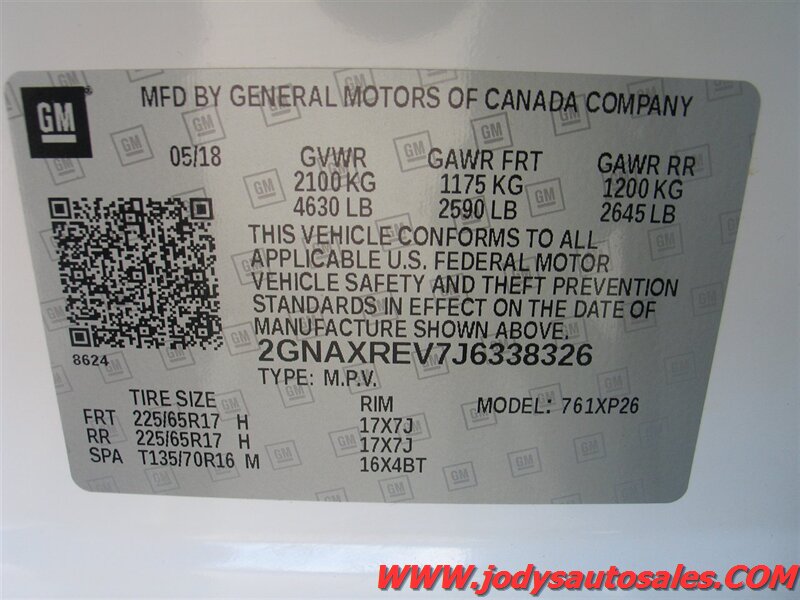 GM
MFD BY GENERAL MOTORS OF CANADA COMPANY
05/18 GVWR GAWR FRT GAWR RR
2100 KG 1175 KG 1200 KG
4630 LB 2590 LB 2645 LB
THIS VEHICLE CONFORMS TO ALL
APPLICABLE U.S. FEDERAL MOTOR
VEHICLE SAFETY AND THEFT PREVENTION
STANDARDS IN EFFECT ON THE DATE OF
MANUFACTURE SHOWN ABOVE.
8624 2GNAXREV7J6338326
TYPE: M.P.V.
TIRE SIZE RIM MODEL: 761XP26
FRT 225/65R17 H 17X7J
RR 225/65R17 H 17X7J
SPA T135/70R16 M 16X4BT
www.jodysautosales.COM